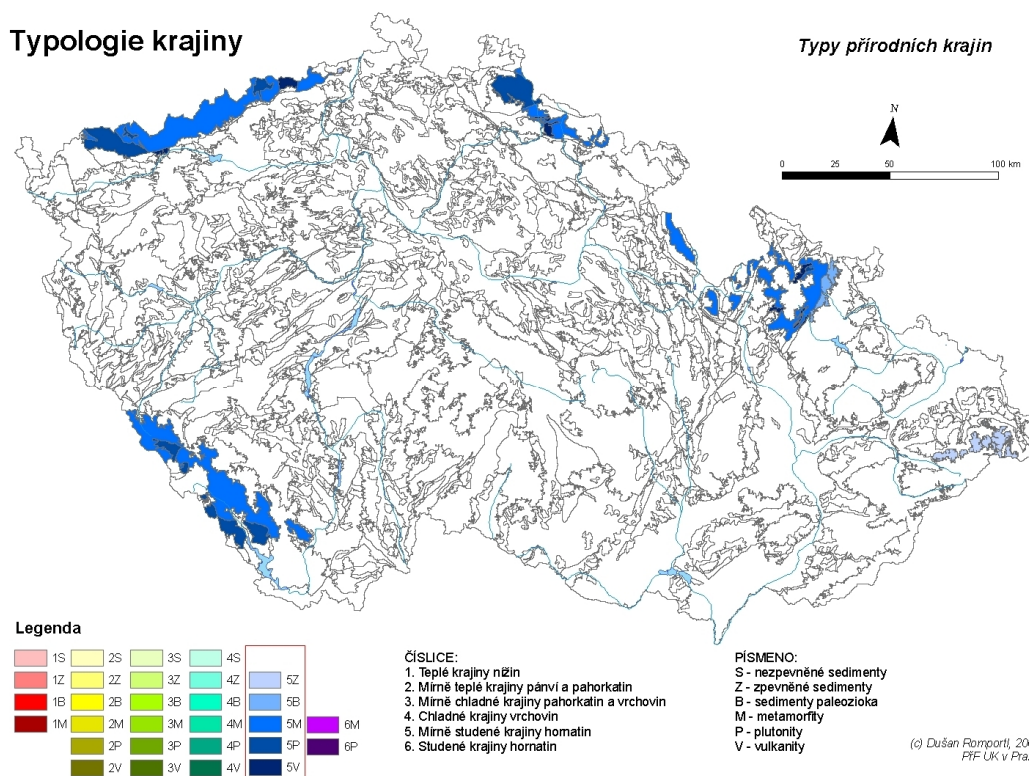 Typologie krajiny
Typy přírodních krajin
N
0 25 50 100 km
Legenda
1S 2S 3S 4S
1Z 2Z 3Z 4Z 5Z
1B 2B 3B 4B 5B
1M 2M 3M 4M 5M 6M
2P 3P 4P 5P 6P
2V 3V 4V 5V
ČÍSLICE:
1. Teplé krajiny nížin
2. Mírně teplé krajiny pánví a pahorkatin
3. Mírně chladné krajiny pahorkatin a vrchovin
4. Chladné krajiny vrchovin
5. Mírně studené krajiny hornatin
6. Studené krajiny hornatin
PÍSMENO:
S - nezpevněné sedimenty
Z - zpevněné sedimenty
B - sedimenty paleozoika
M - metamorfity
P - plutonity
V - vulkanity
(c) Dušan Romportl, 20
PřF UK v Pra